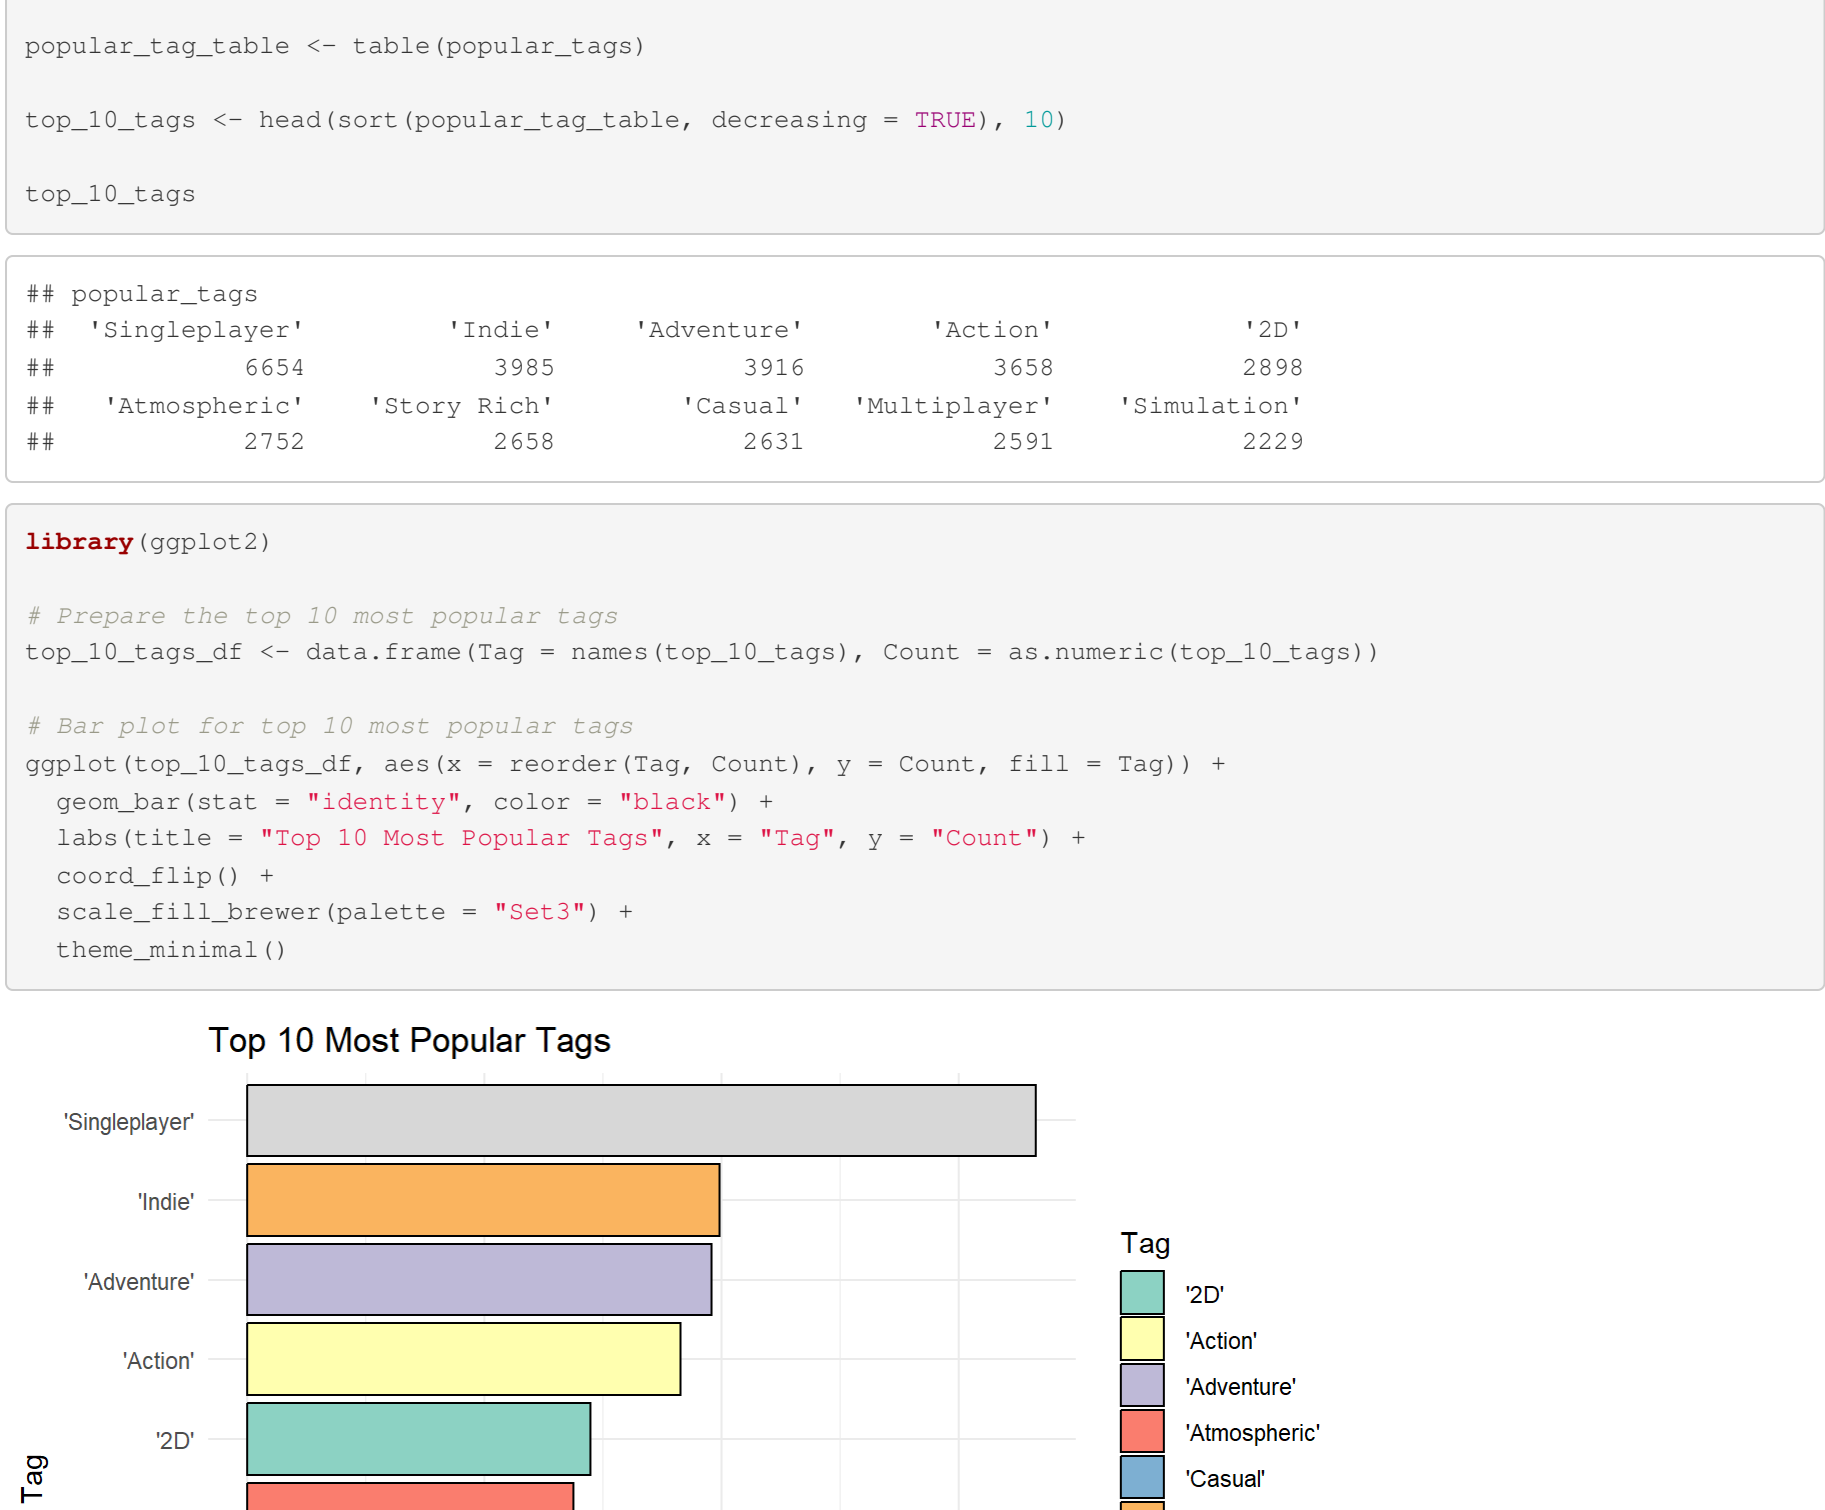 popular_tag_table <- table(popular_tags)
top_10_tags <- head(sort(popular_tag_table, decreasing = TRUE), 10)
top_10_tags
## popular_tags
##  'Singleplayer'         'Indie'     'Adventure'        'Action'            '2D'
##            6654            3985            3916            3658            2898
##   'Atmospheric'    'Story Rich'        'Casual'   'Multiplayer'    'Simulation'
##            2752            2658            2631            2591            2229
library(ggplot2)
# Prepare the top 10 most popular tags
top_10_tags_df <- data.frame(Tag = names(top_10_tags), Count = as.numeric(top_10_tags))
# Bar plot for top 10 most popular tags
ggplot(top_10_tags_df, aes(x = reorder(Tag, Count), y = Count, fill = Tag)) +
  geom_bar(stat = "identity", color = "black") +
  labs(title = "Top 10 Most Popular Tags", x = "Tag", y = "Count") +
  coord_flip() +
  scale_fill_brewer(palette = "Set3") +
  theme_minimal()
Top 10 Most Popular Tags
'Singleplayer'
'Indie'
'Adventure'
'Action'
'2D'
Tag
Tag
'2D'
'Action'
'Adventure'
'Atmospheric'
'Casual'